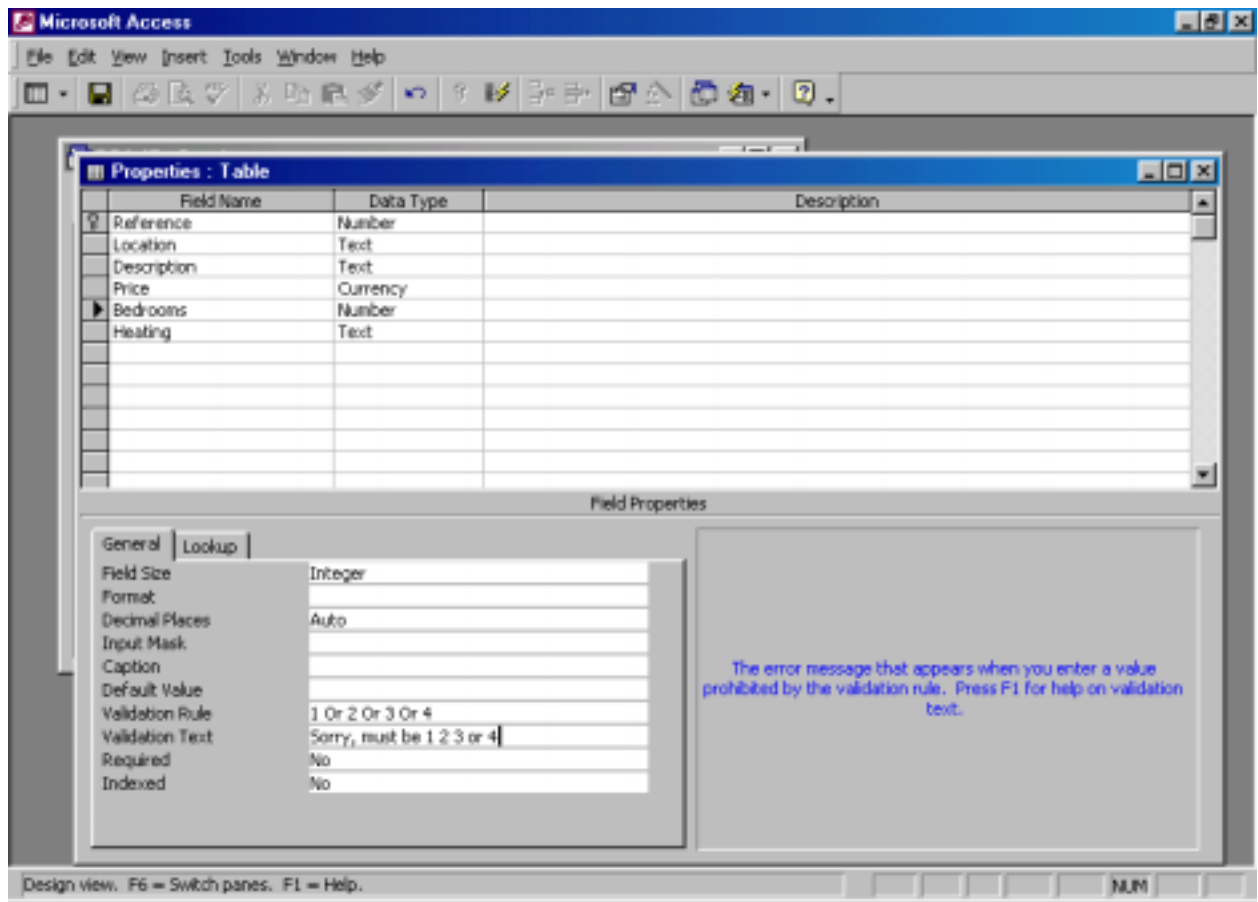 Microsoft Access
File Edit View Insert Tools Window Help
Properties : Table
Field Name Data Type Description
Reference Number
Location Text
Description Text
Price Currency
Bedrooms Number
Heating Text
Field Properties
General Lookup
Field Size Integer
Format
Decimal Places Auto
Input Mask
Caption
Default Value
Validation Rule 1 Or 2 Or 3 Or 4
Validation Text Sorry, must be 1 2 3 or 4
Required No
Indexed No
The error message that appears when you enter a value
prohibited by the validation rule. Press F1 for help on validation
text.
Design view. F6 = Switch panes. F1 = Help.
NUM